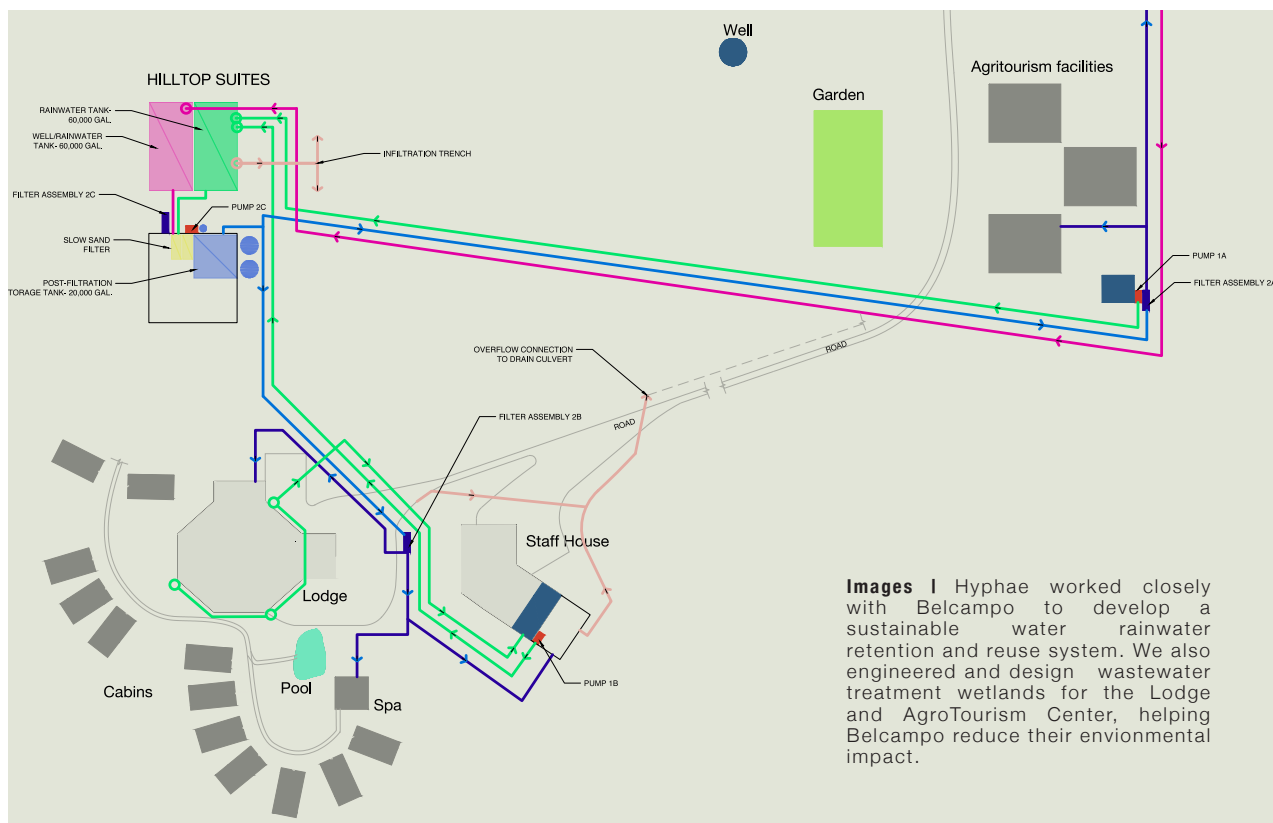 Well
HILLTOP SUITES
Agritourism facilities
RAINWATER TANK-
60,000 GAL.
WELL/RAINWATER
TANK- 60,000 GAL.
Garden
INFILTRATION TRENCH
FILTER ASSEMBLY 2C
PUMP 2C
SLOW SAND
FILTER
PUMP 1A
POST-FILTRATION
TORAGE TANK- 20,000 GAL.
FILTER ASSEMBLY 2A
ROAD
OVERFLOW CONNECTION
TO DRAIN CULVERT
FILTER ASSEMBLY 2B
ROAD
Staff House
Lodge
Cabins
Pool
Spa
PUMP 1B
Images | Hyphae worked closely
with Belcampo to develop a
sustainable water rainwater
retention and reuse system. We also
engineered and design wastewater
treatment wetlands for the Lodge
and AgroTourism Center, helping
Belcampo reduce their envionmental
impact.